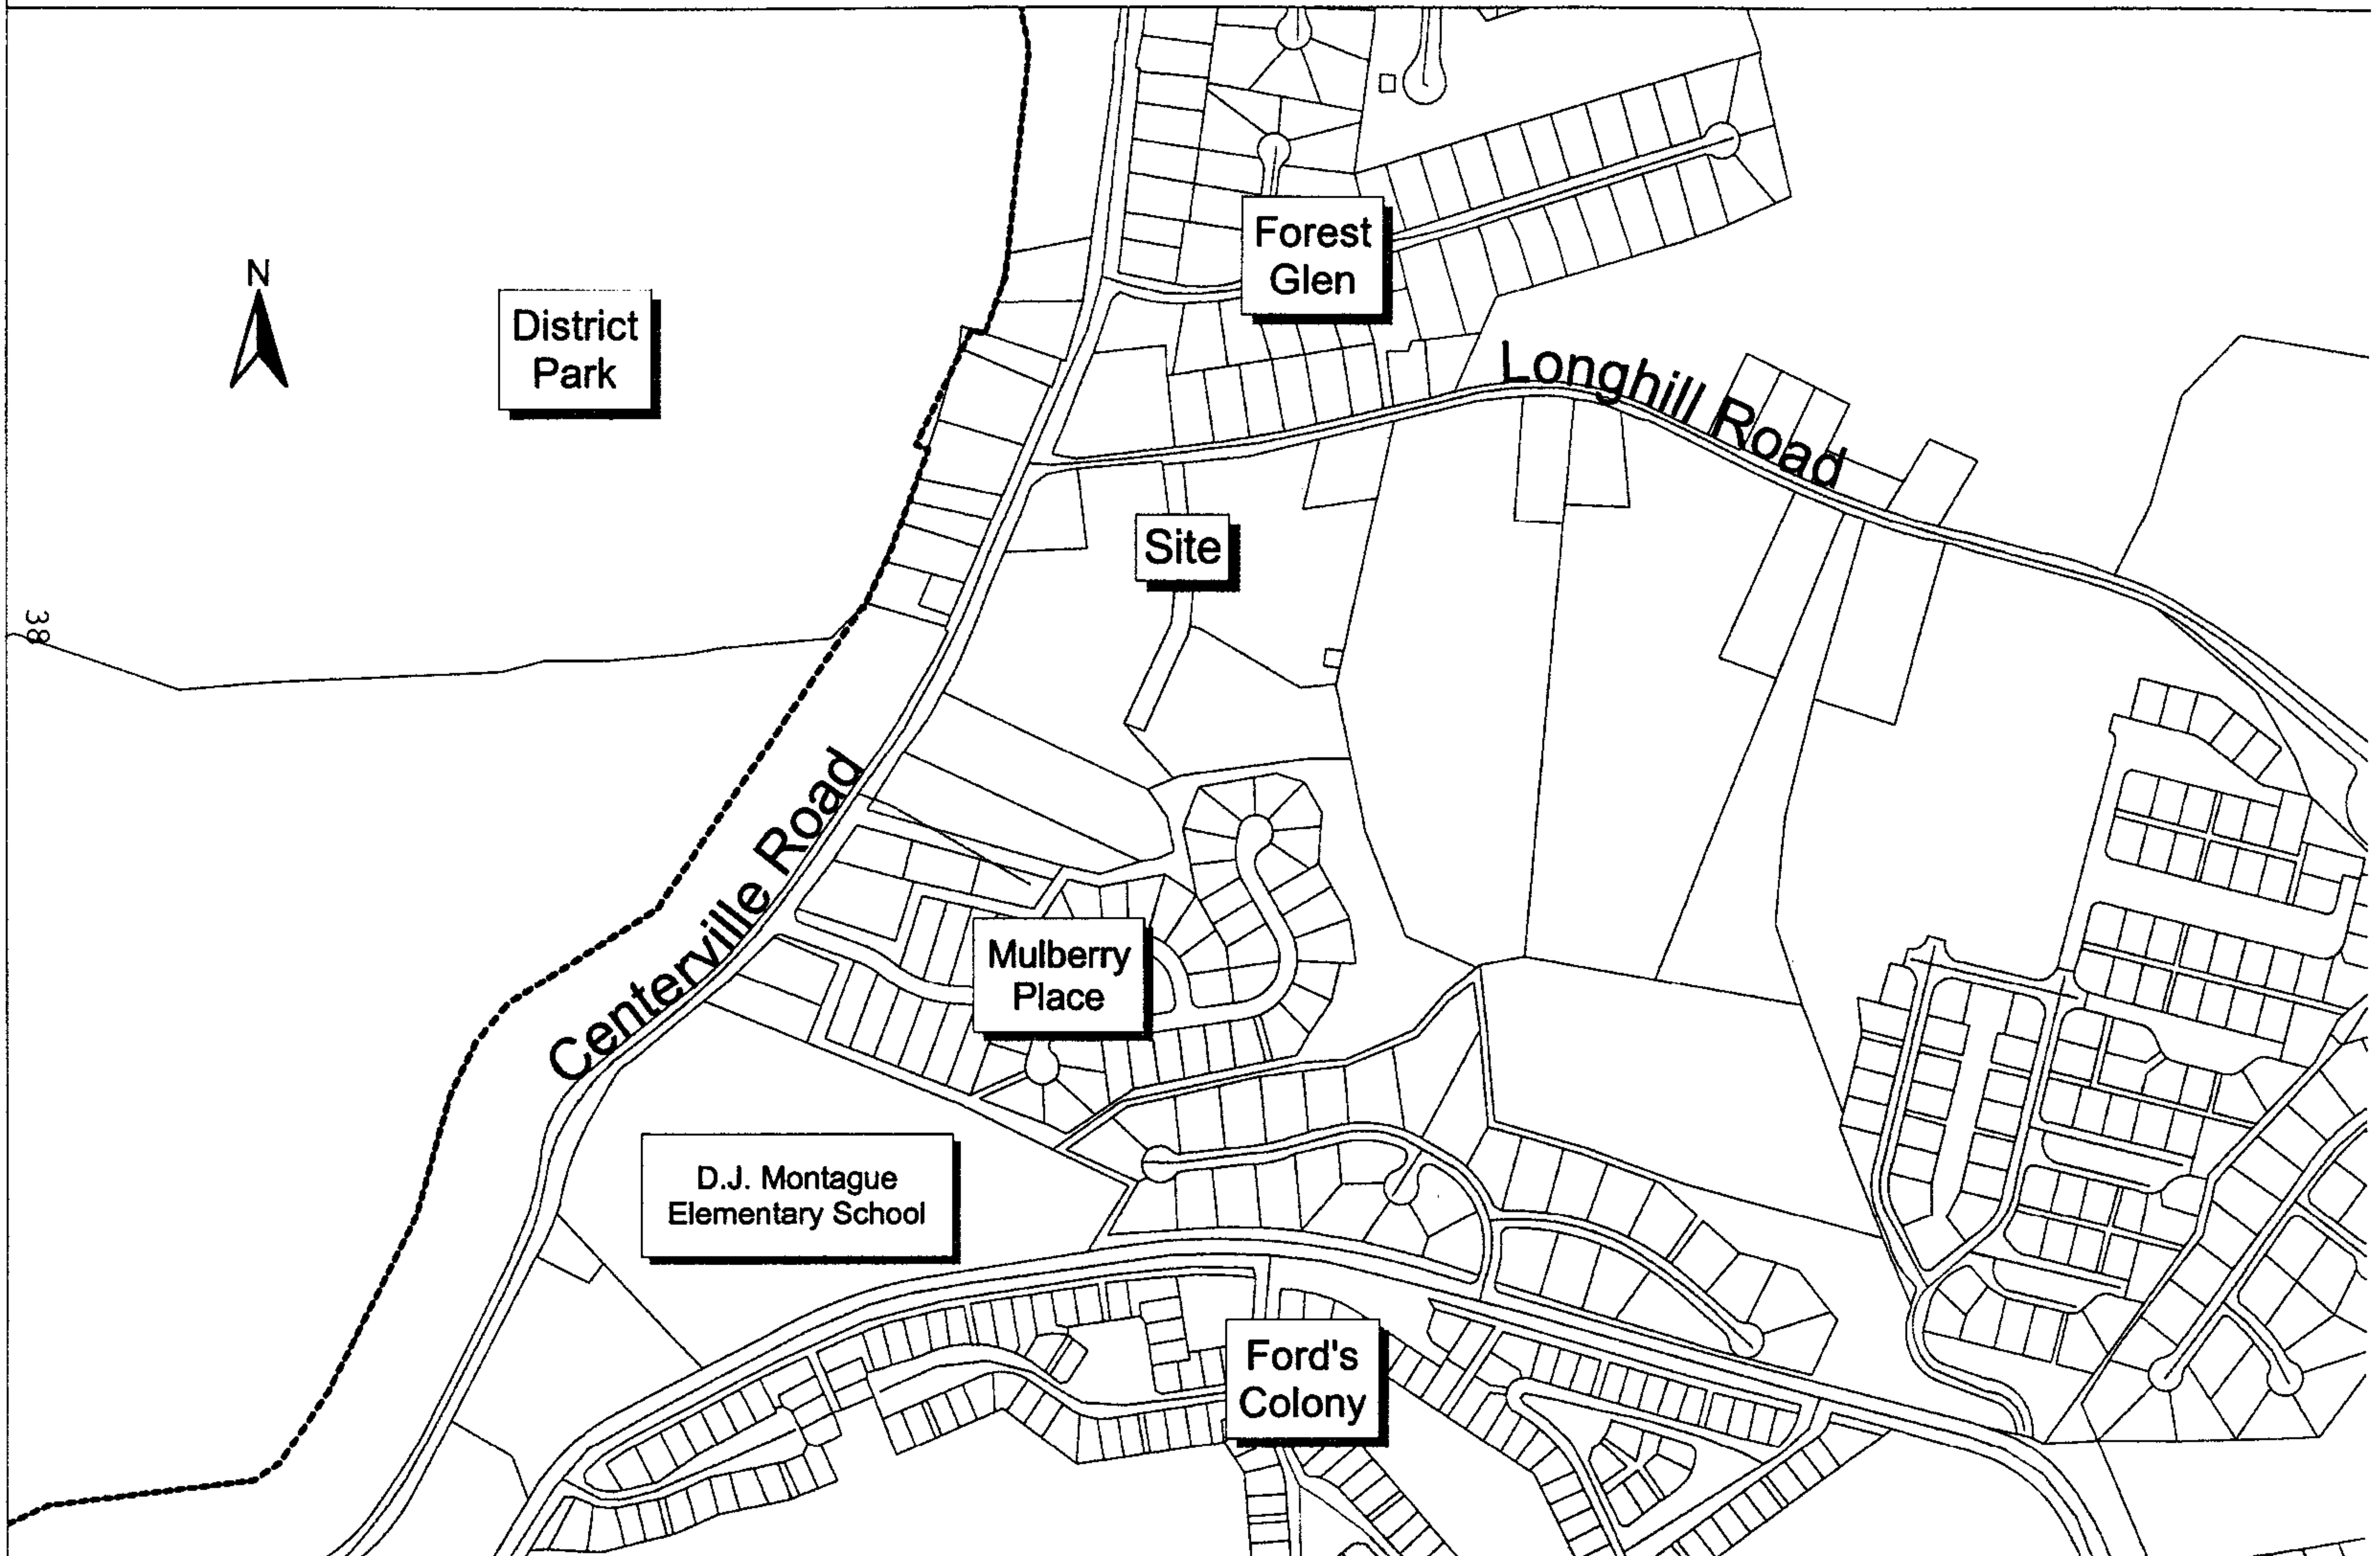 Forest
Glen
N
District
Park
Longhill Road
Site
38
Centerville Road
Mulberry
Place
D.J. Montague
Elementary School
Ford's
Colony